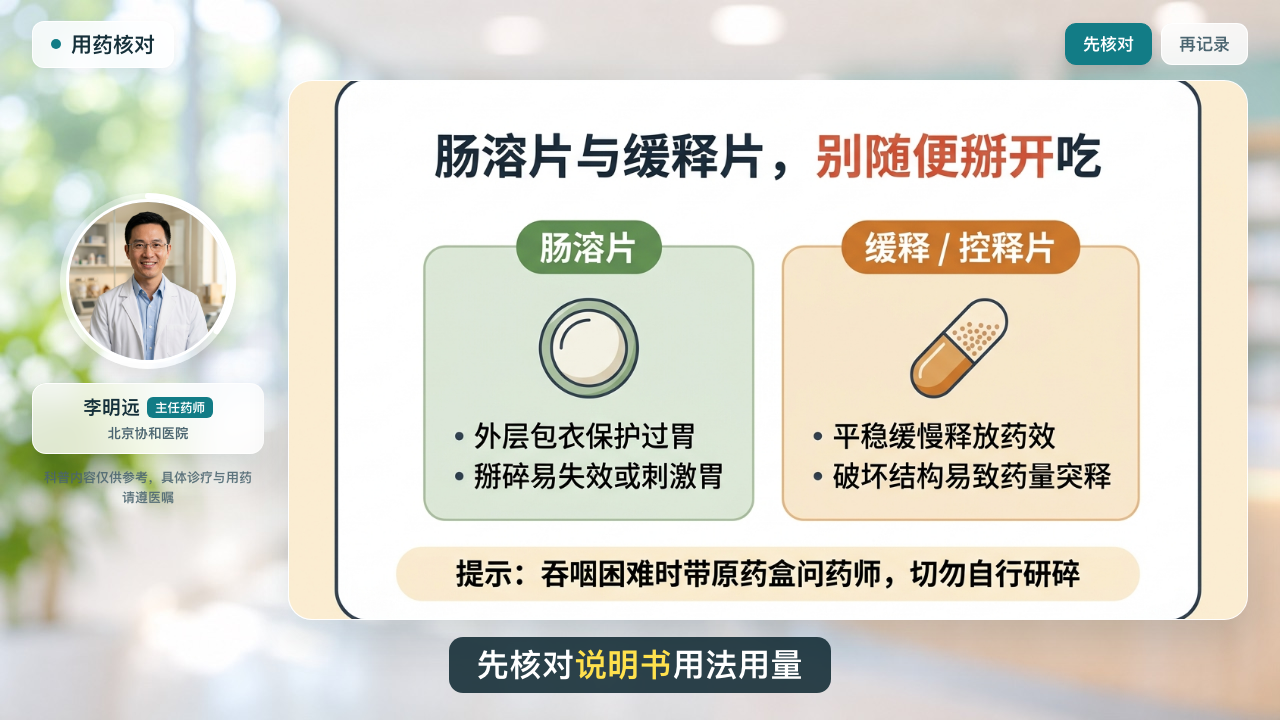 用药核对
先核对
再记录
肠溶片与缓释片，别随便掰开吃
肠溶片
外层包衣保护过胃
掰碎易失效或刺激胃
缓释 / 控释片
平稳缓慢释放药效
破坏结构易致药量突释
提示：吞咽困难时带原药盒问药师，切勿自行研碎
李明远 主任药师
北京协和医院
科普内容仅供参考，具体诊疗与用药
请遵医嘱
先核对说明书用法用量